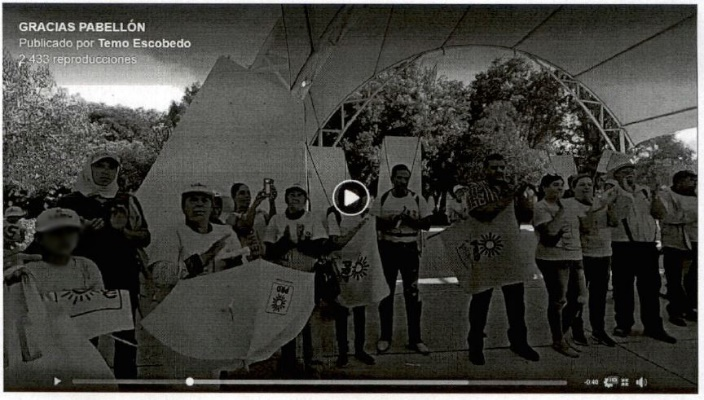 GRACIAS PABELLÓN
Publicado por Temo Escobedo
2,433 reproducciones
-0:40